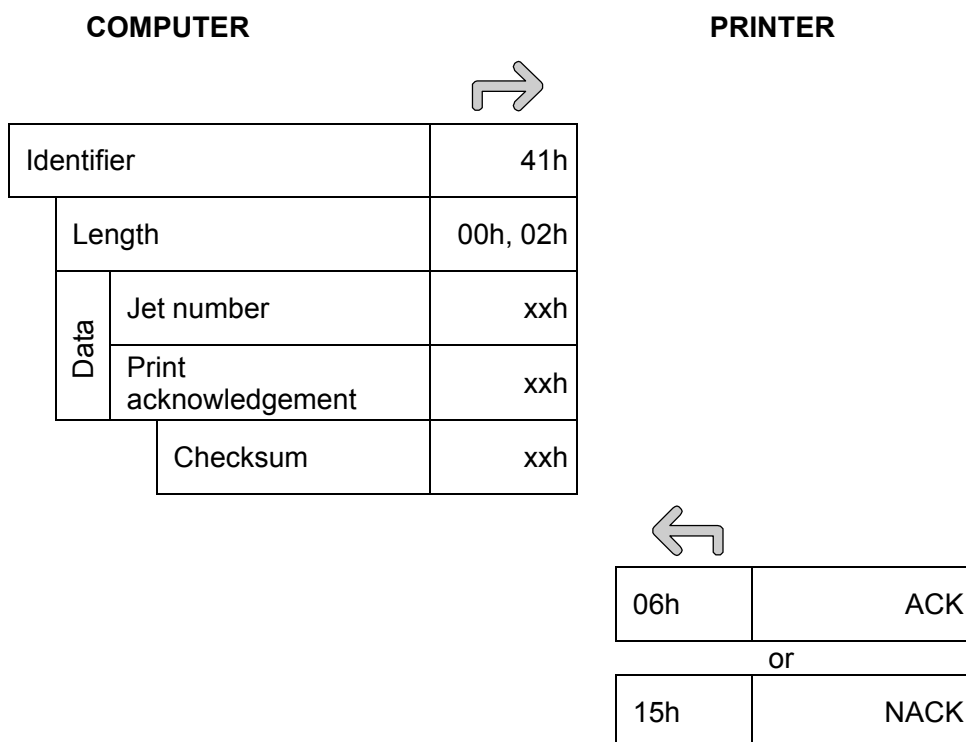 COMPUTER PRINTER
Identifier 41h
Length 00h, 02h
Data
Jet number xxh
Print
acknowledgement xxh
Checksum xxh
06h ACK
or
15h NACK